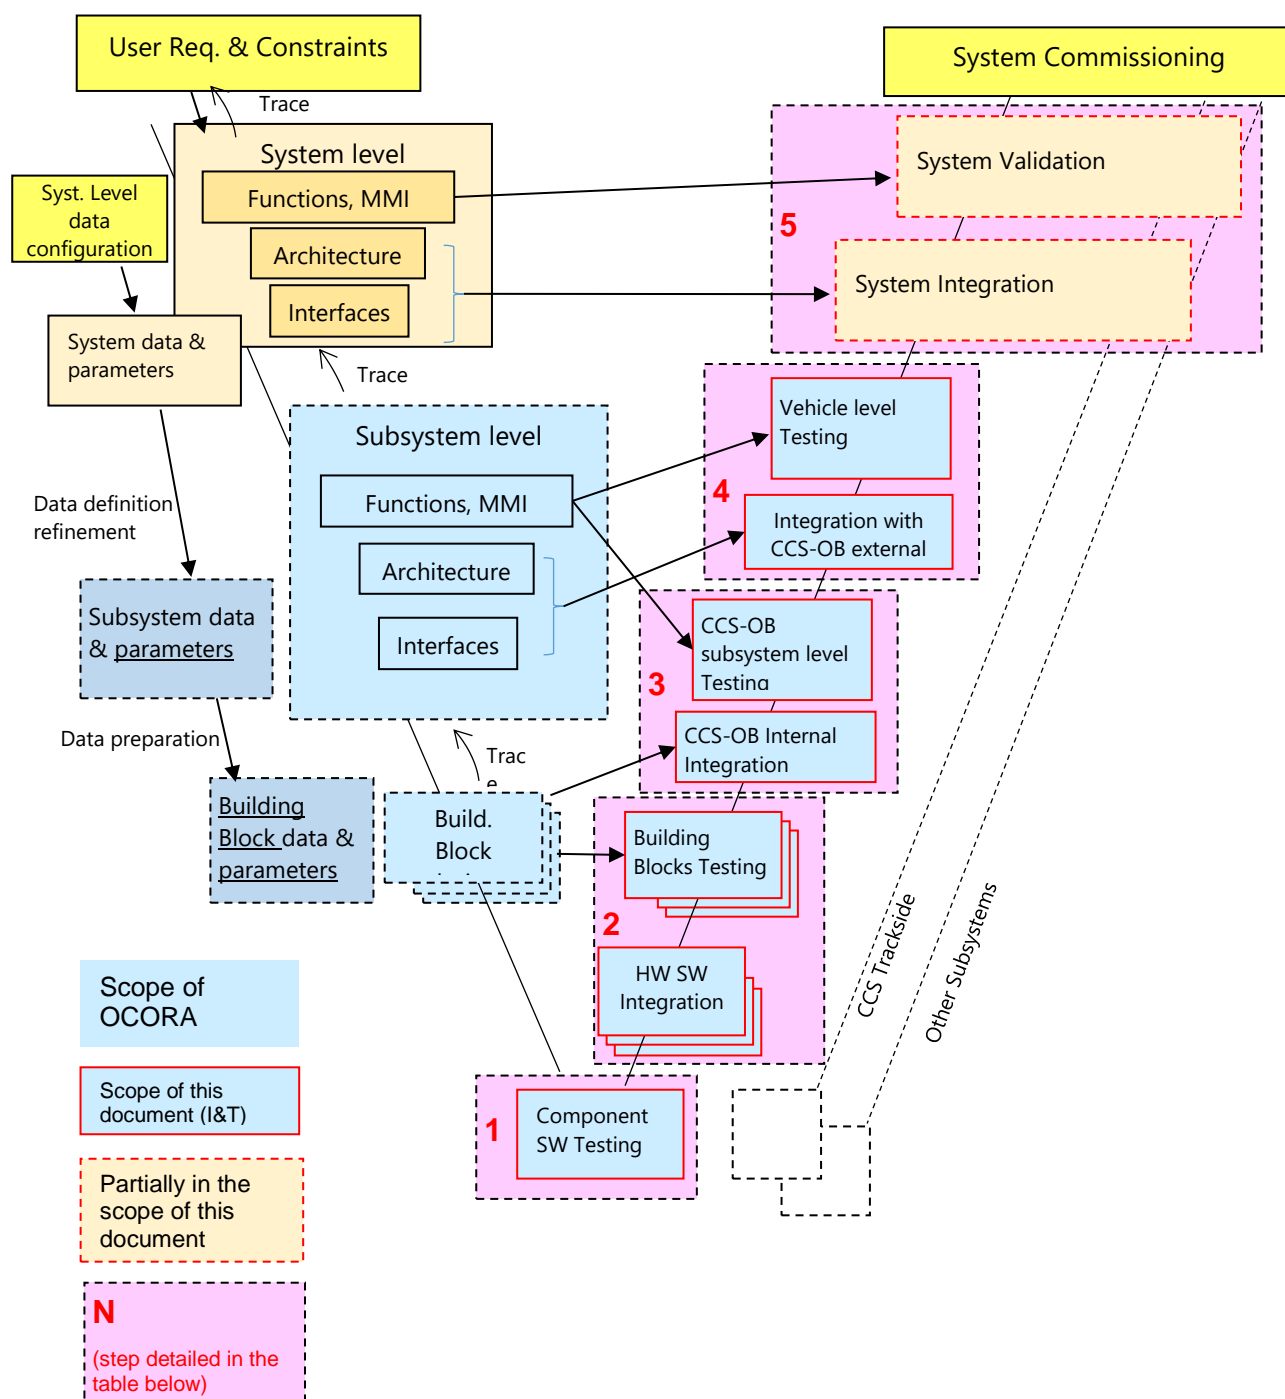 User Req. & Constraints
System Commissioning
Trace
System level
Functions, MMI
Architecture
Interfaces
Syst. Level
data
configuration
System data &
parameters
Trace
System Validation
5
System Integration
Subsystem level
Functions, MMI
Architecture
Interfaces
Vehicle level
Testing
4
Integration with
CCS-OB external
Data definition
refinement
Subsystem data
& parameters
CCS-OB
subsystem level
Testing
3
CCS-OB Internal
Integration
Data preparation
Trac
e
Building
Block data &
parameters
Build.
Block
Building
Blocks Testing
2
HW SW
Integration
CCS Trackside
Other Subsystems
1
Component
SW Testing
Scope of
OCORA
Scope of this
document (I&T)
Partially in the
scope of this
document
N
(step detailed in the
table below)